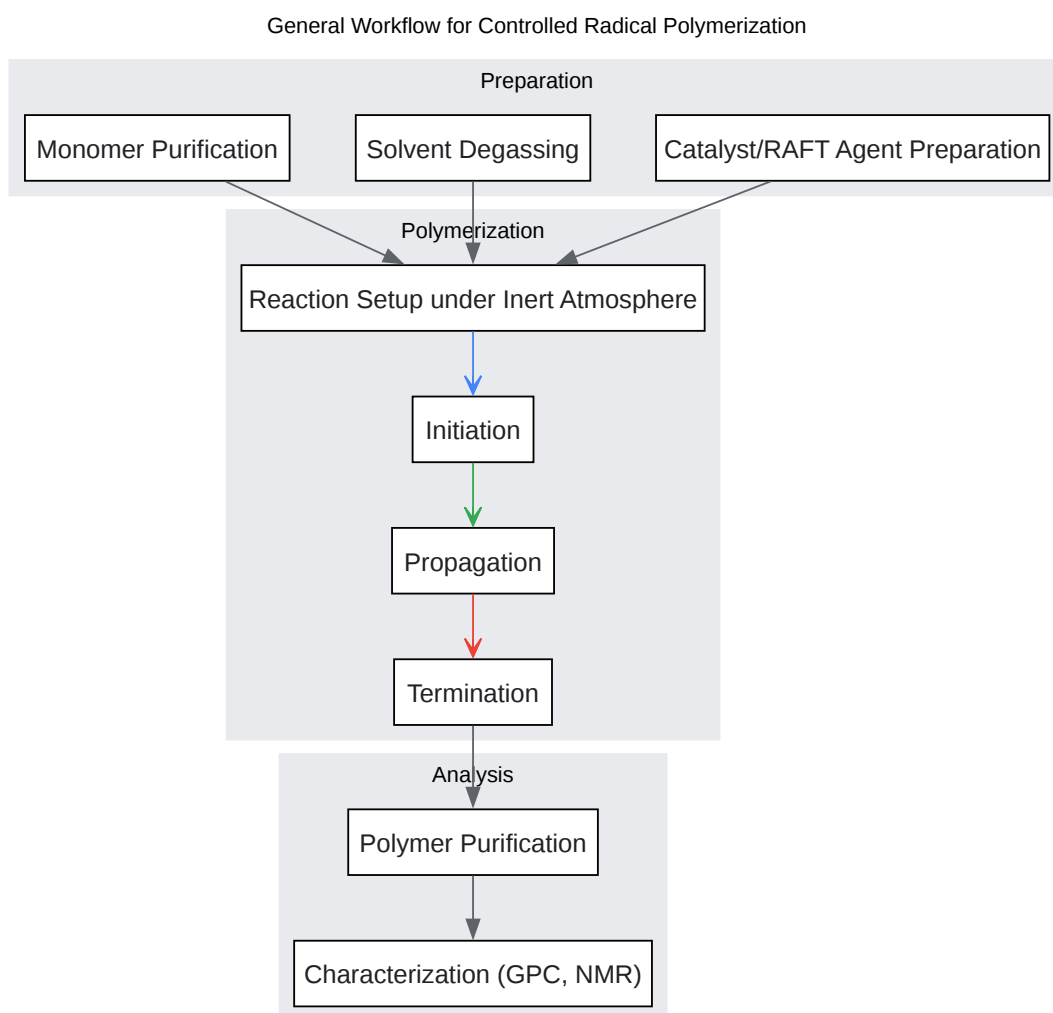 General Workflow for Controlled Radical Polymerization
Preparation
Monomer Purification
Solvent Degassing
Catalyst/RAFT Agent Preparation
Polymerization
Reaction Setup under Inert Atmosphere
Initiation
Propagation
Termination
Analysis
Polymer Purification
Characterization (GPC, NMR)